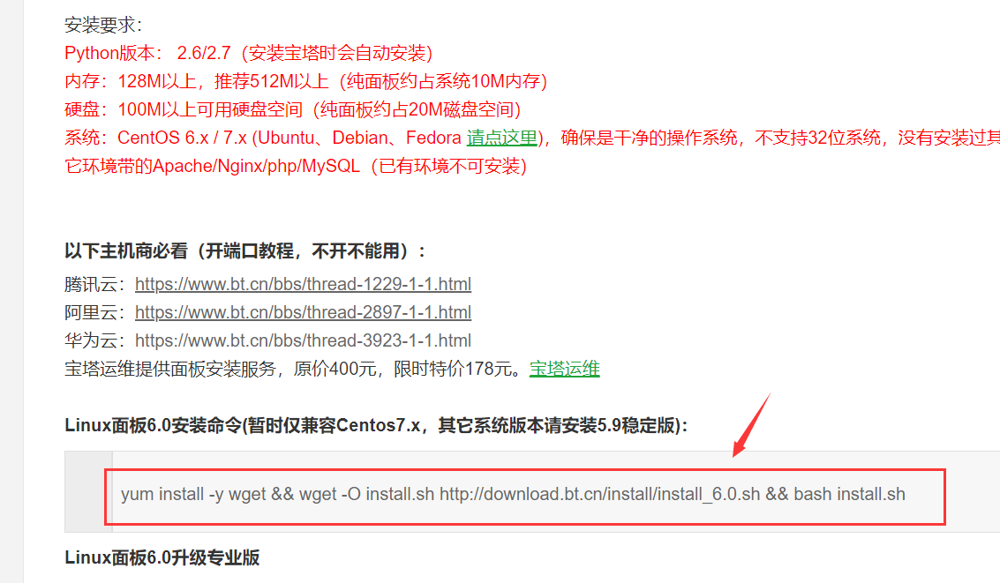 安装要求：
Python版本： 2.6/2.7（安装宝塔时会自动安装）
内存：128M以上，推荐512M以上（纯面板约占系统10M内存）
硬盘：100M以上可用硬盘空间（纯面板约占20M磁盘空间）
系统：CentOS 6.x / 7.x (Ubuntu、Debian、Fedora 请点这里)，确保是干净的操作系统，不支持32位系统，没有安装过其
它环境带的Apache/Nginx/php/MySQL（已有环境不可安装）
以下主机商必看（开端口教程，不开不能用）：
腾讯云：https://www.bt.cn/bbs/thread-1229-1-1.html
阿里云：https://www.bt.cn/bbs/thread-2897-1-1.html
华为云：https://www.bt.cn/bbs/thread-3923-1-1.html
宝塔运维提供面板安装服务，原价400元，限时特价178元。宝塔运维
Linux面板6.0安装命令(暂时仅兼容Centos7.x，其它系统版本请安装5.9稳定版)：
yum install -y wget && wget -O install.sh http://download.bt.cn/install/install_6.0.sh && bash install.sh
Linux面板6.0升级专业版